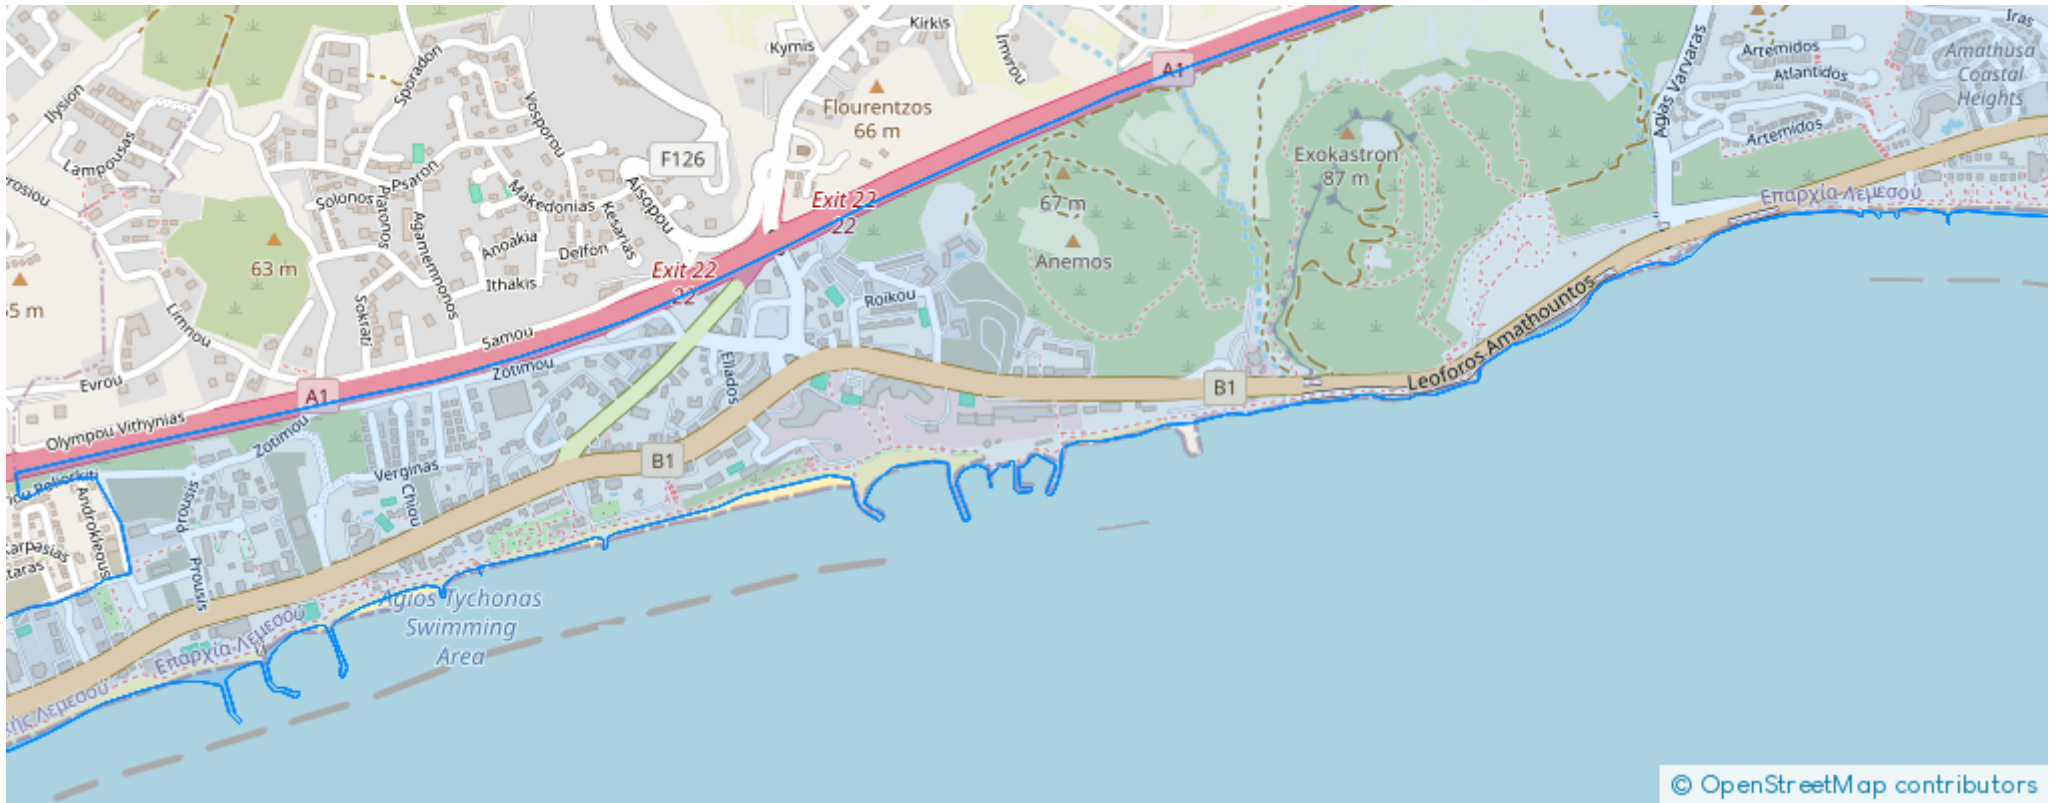 Kirkis
Kymis
Imvrou
A1
Iras
Artemidos
Atlantidos
Amathusa
Coastal
Heights
Artemidos
Agias Varvaras
Sporadon
Vosporou
Ilysion
Lampousas
Flourentzos
66 m
F126
Exokastron
87 m
Psaron
Solonos
Platonos
Makedonias
Aisopou
Kesarias
Agamemnonos
Anoakia
Delfon
Ithakis
Exit 22
22
67 m
Anemos
Επαρχία Λεμεσού
63 m
Exit 22
22
Sokrati
Limnou
Samou
Zotimou
Roikou
Leoforos Amathountos
Evrou
A1
Olympou Vithynias
Zotimou
Eliados
B1
B1
Verginas
Chiou
Prousis
Androkleous
Karpasias
Prousis
Επαρχία Λεμεσού
Agios Tychonas
Swimming
Area
© OpenStreetMap contributors